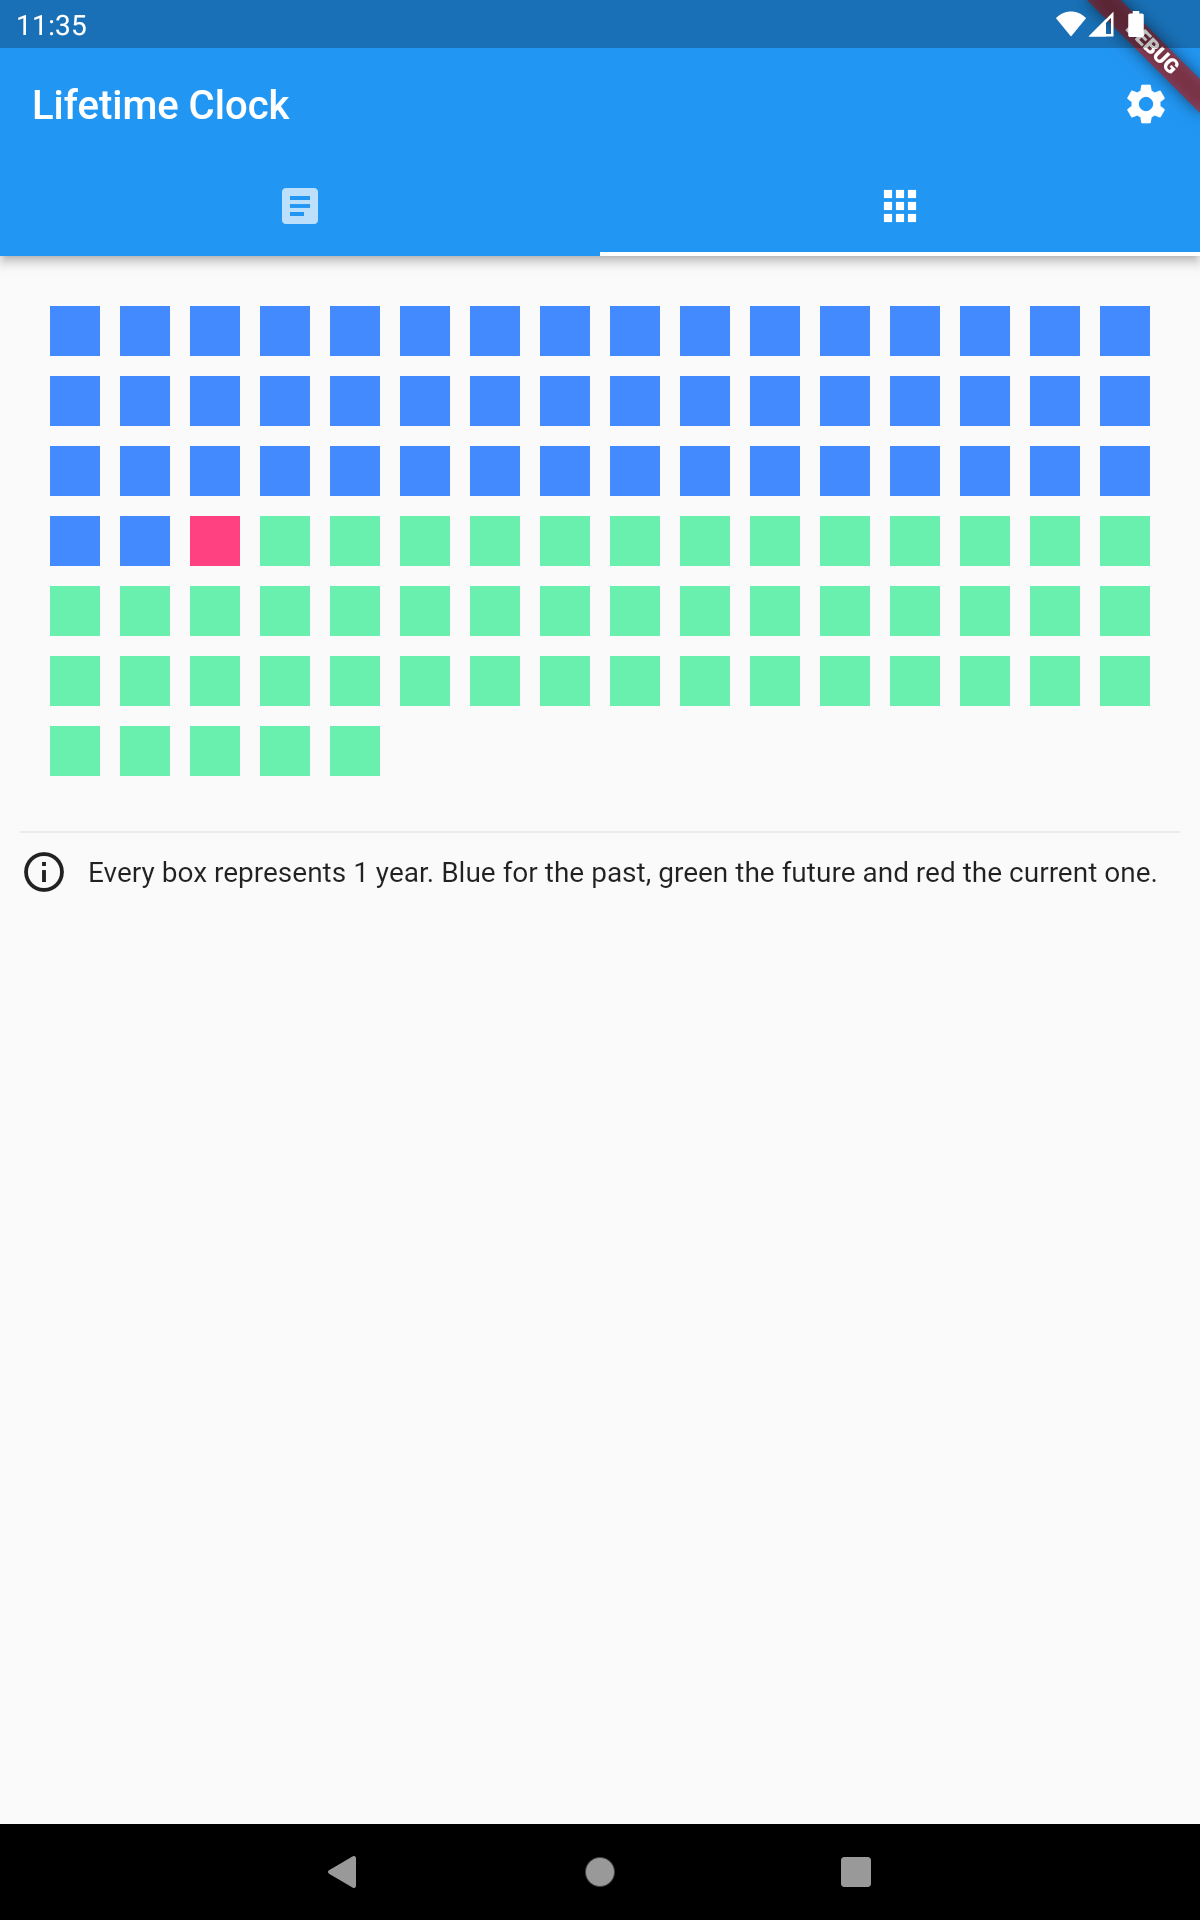 11:35
Lifetime Clock
Every box represents 1 year. Blue for the past, green the future and red the current one.